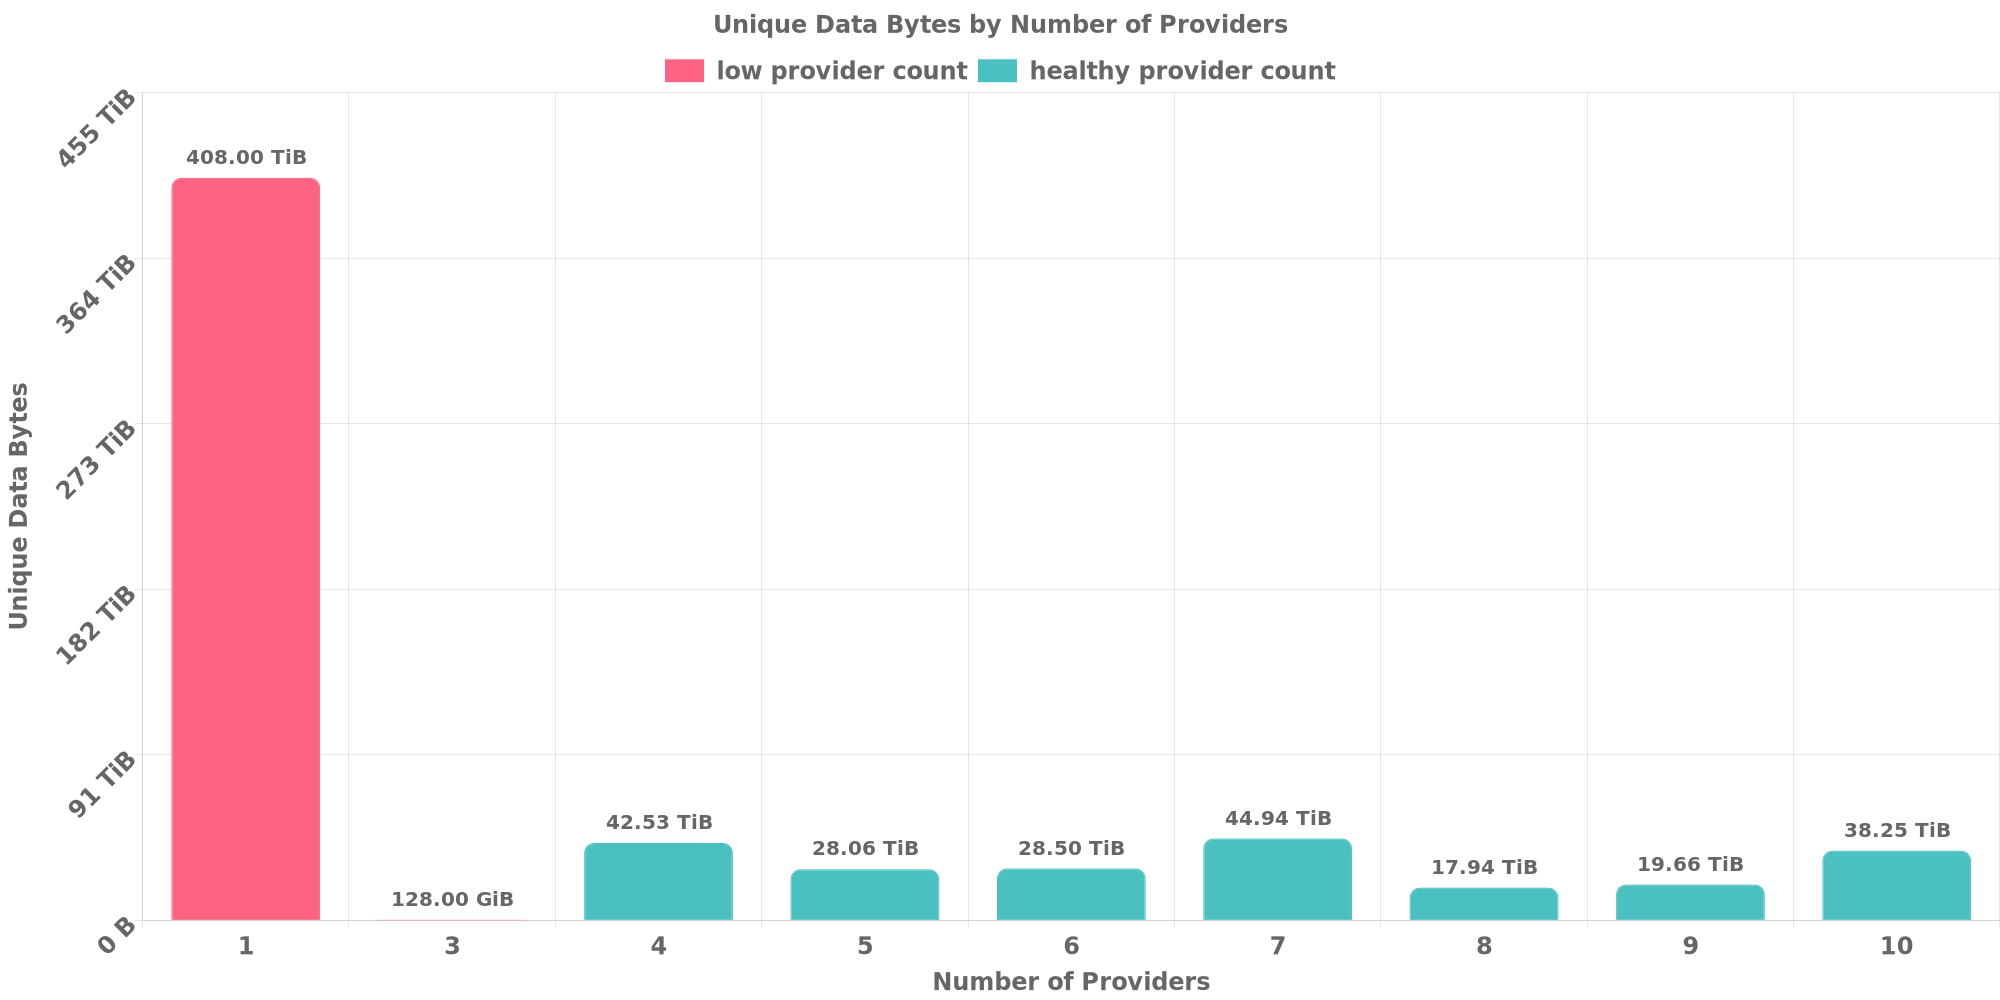 Unique Data Bytes by Number of Providers
low provider count healthy provider count
455 TiB
364 TiB
273 TiB
182 TiB
91 TiB
0 B
Unique Data Bytes
408.00 TiB
128.00 GiB
42.53 TiB
28.06 TiB
28.50 TiB
44.94 TiB
17.94 TiB
19.66 TiB
38.25 TiB
1 3 4 5 6 7 8 9 10
Number of Providers